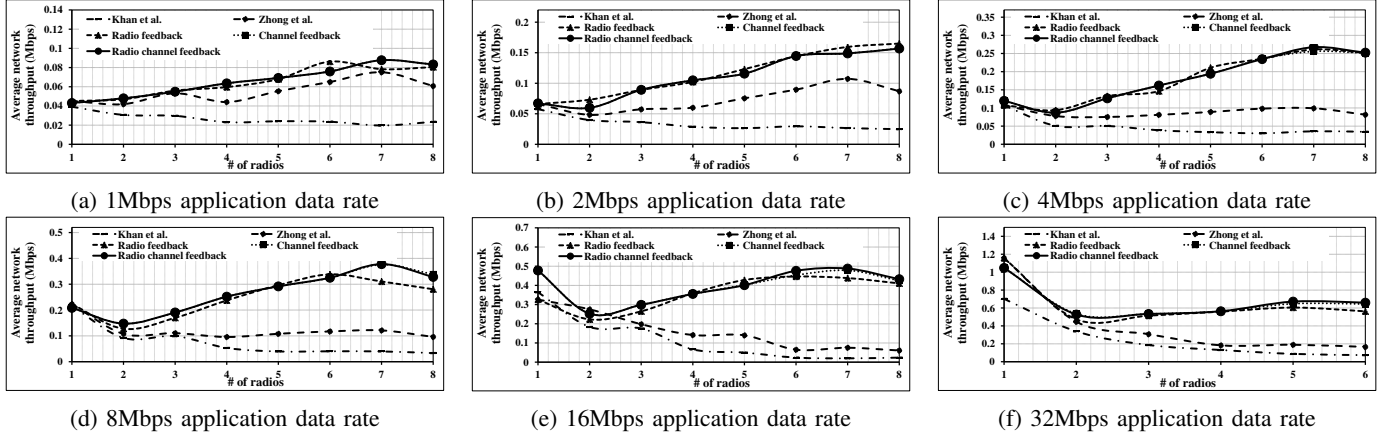 Khan et al. Zhong et al.
Radio feedback Channel feedback
Radio channel feedback
Average network throughput (Mbps)
0.14
0.12
0.1
0.08
0.06
0.04
0.02
0
1 2 3 4 5 6 7 8
# of radios
(a) 1Mbps application data rate
Khan et al. Zhong et al.
Radio feedback Channel feedback
Radio channel feedback
Average network throughput (Mbps)
0.2
0.15
0.1
0.05
0
1 2 3 4 5 6 7 8
# of radios
(b) 2Mbps application data rate
Khan et al. Zhong et al.
Radio feedback Channel feedback
Radio channel feedback
Average network throughput (Mbps)
0.35
0.3
0.25
0.2
0.15
0.1
0.05
0
1 2 3 4 5 6 7 8
# of radios
(c) 4Mbps application data rate
Khan et al. Zhong et al.
Radio feedback Channel feedback
Radio channel feedback
Average network throughput (Mbps)
0.5
0.4
0.3
0.2
0.1
0
1 2 3 4 5 6 7 8
# of radios
(d) 8Mbps application data rate
Khan et al. Zhong et al.
Radio feedback Channel feedback
Radio channel feedback
Average network throughput (Mbps)
0.7
0.6
0.5
0.4
0.3
0.2
0.1
0
1 2 3 4 5 6 7 8
# of radios
(e) 16Mbps application data rate
Khan et al. Zhong et al.
Radio feedback Channel feedback
Radio channel feedback
Average network throughput (Mbps)
1.4
1.2
1
0.8
0.6
0.4
0.2
0
1 2 3 4 5 6
# of radios
(f) 32Mbps application data rate